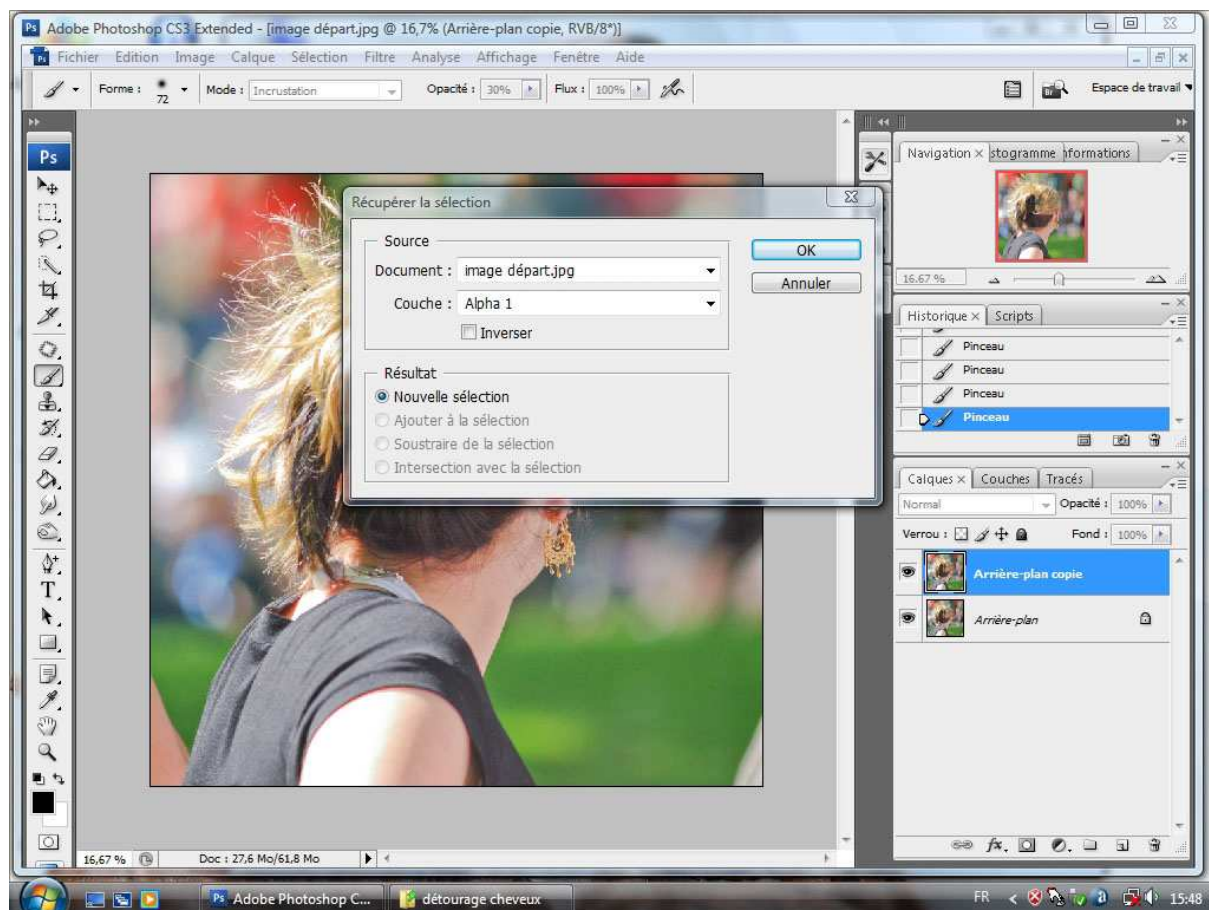 Adobe Photoshop CS3 Extended - [image départ.jpg @ 16,7% (Arrière-plan copie, RVB/8*)]
Fichier Edition Image Calque Sélection Filtre Analyse Affichage Fenêtre Aide
Forme : 72 Mode : Incrustation Opacité : 30% Flux : 100% Espace de travail
Ps
Navigation × stogramme nformations
16.67 %
Récupérer la sélection
Source
Document : image départ.jpg
Couche : Alpha 1
Inverser
OK
Annuler
Résultat
Nouvelle sélection
Ajouter à la sélection
Soustraire de la sélection
Intersection avec la sélection
Historique × Scripts
Pinceau
Pinceau
Pinceau
Pinceau
Calques × Couches Tracés
Normal Opacité : 100%
Verrou : Fond : 100%
Arrière-plan copie
Arrière-plan
16,67 % Doc : 27,6 Mo/61,8 Mo
Ps Adobe Photoshop C... détourage cheveux FR 15:48